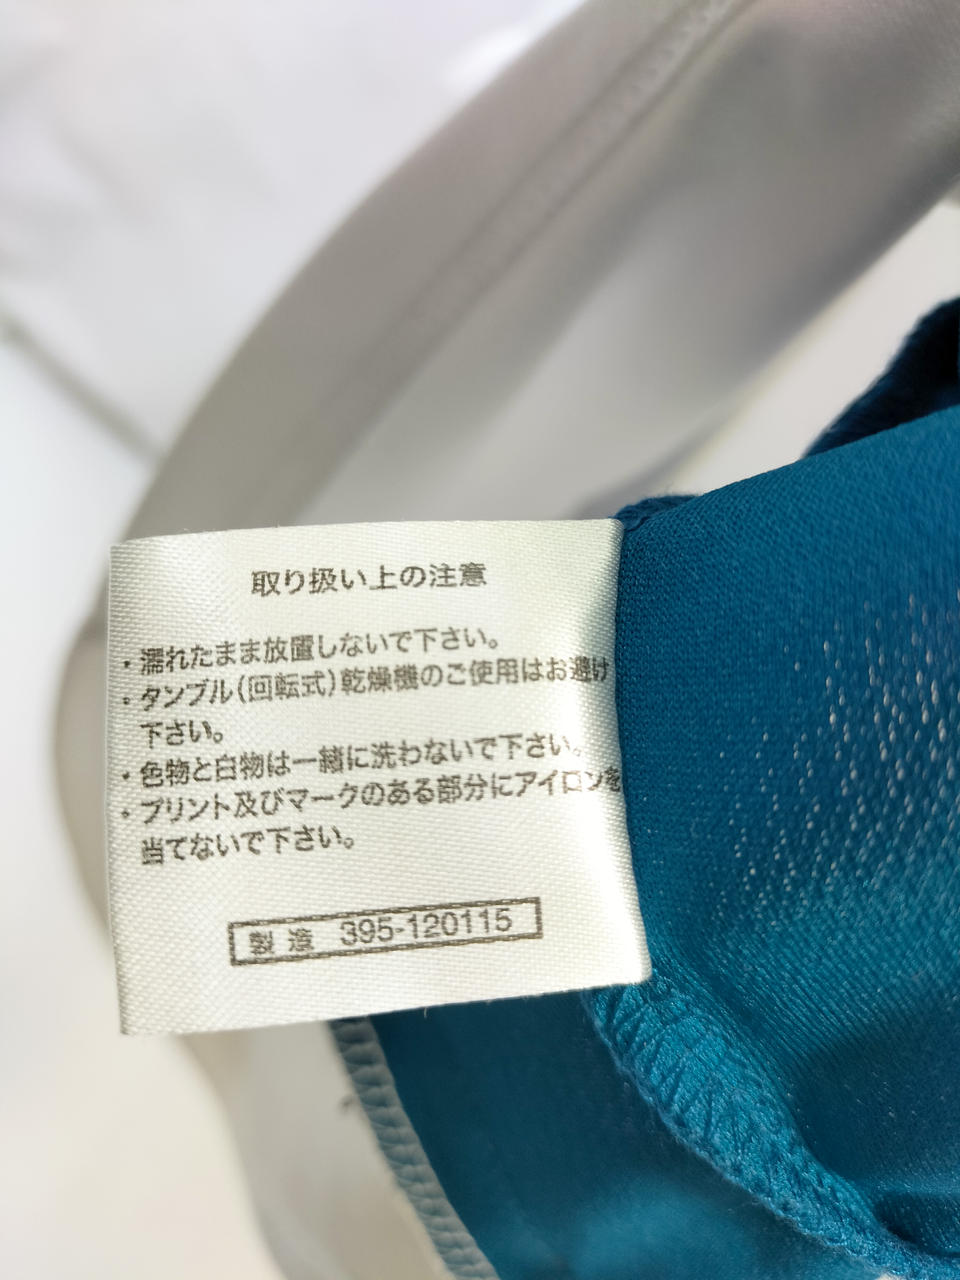 取り扱い上の注意
・濡れたまま放置しないで下さい。
・タンブル(回転式)乾燥機のご使用はお避け
下さい。
・色物と白物は一緒に洗わないで下さい。
・プリント及びマークのある部分にアイロンを
当てないで下さい。
製造 395-120115